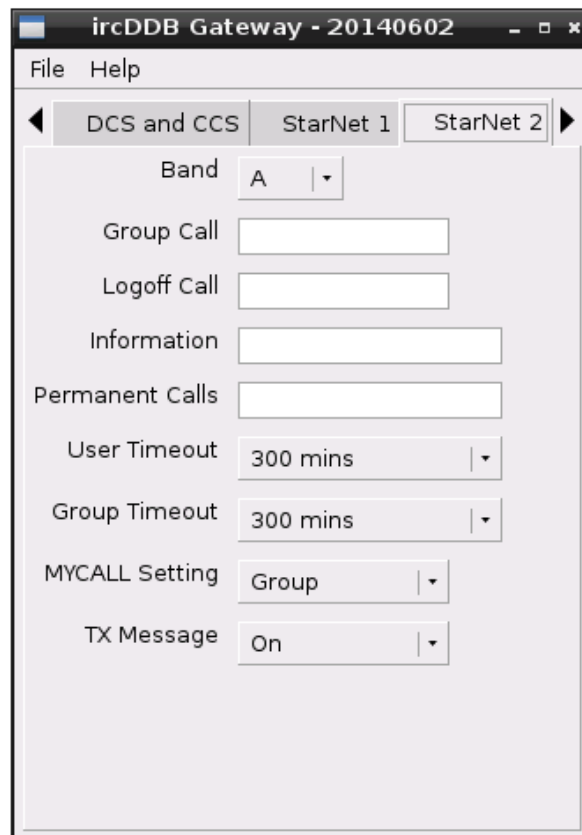 ircDDB Gateway - 20140602
File Help
DCS and CCS StarNet 1 StarNet 2
Band A
Group Call
Logoff Call
Information
Permanent Calls
User Timeout 300 mins
Group Timeout 300 mins
MYCALL Setting Group
TX Message On